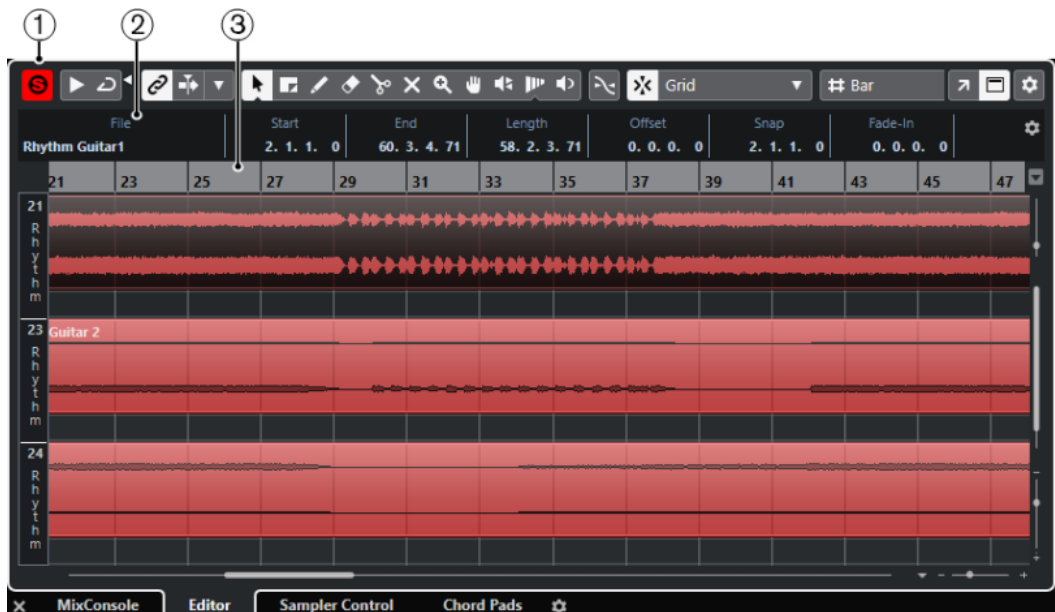 ① ② ③
S
Grid Bar
File Start End Length Offset Snap Fade-In
Rhythm Guitar1 2. 1. 1. 0 60. 3. 4. 71 58. 2. 3. 71 0. 0. 0. 0 2. 1. 1. 0 0. 0. 0. 0
21 23 25 27 29 31 33 35 37 39 41 43 45 47
21
Rhythm
23 Guitar 2
Rhythm
24
Rhythm
MixConsole Editor Sampler Control Chord Pads